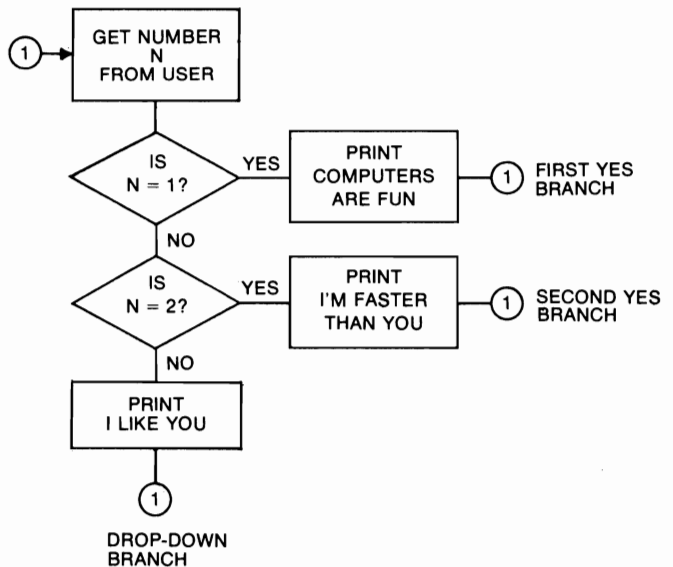 GET NUMBER
N
FROM USER
1
IS
N = 1?
YES
PRINT
COMPUTERS
ARE FUN
1
FIRST YES
BRANCH
NO
IS
N = 2?
YES
PRINT
I'M FASTER
THAN YOU
1
SECOND YES
BRANCH
NO
PRINT
I LIKE YOU
1
DROP-DOWN
BRANCH